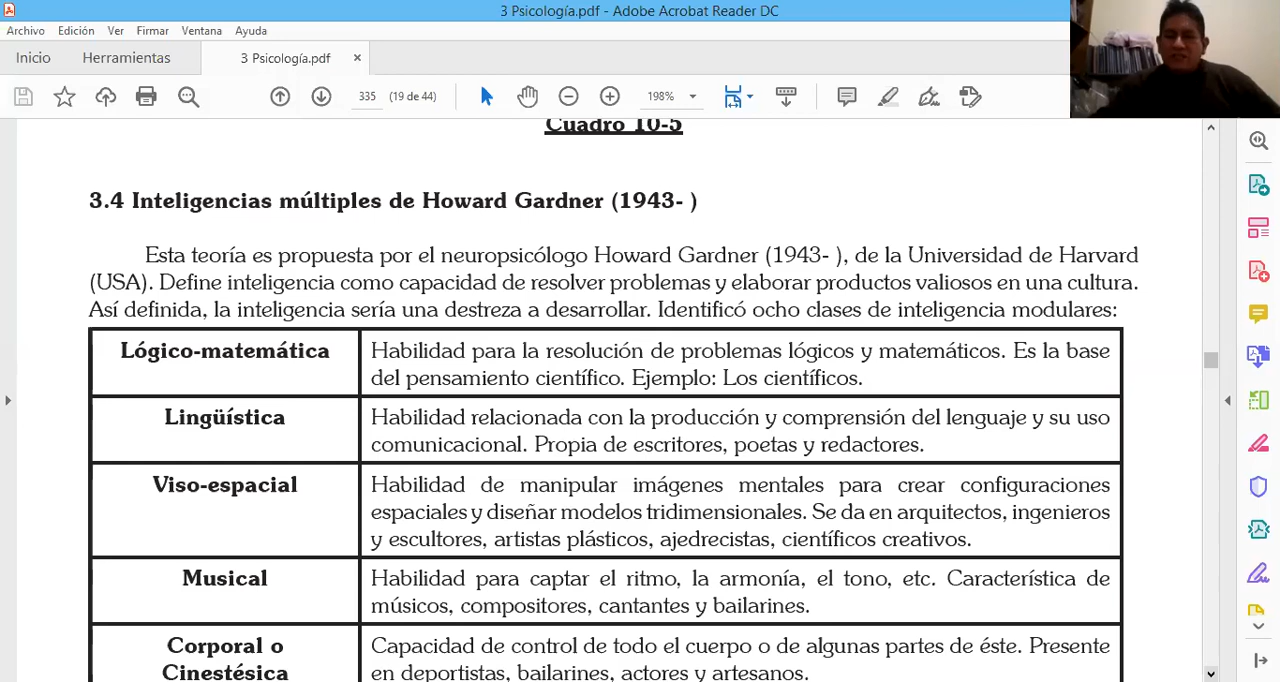 3 Psicología.pdf - Adobe Acrobat Reader DC
Archivo Edición Ver Firmar Ventana Ayuda
Inicio Herramientas 3 Psicología.pdf ×
335 (19 de 44) 198%
Cuadro 10-5
3.4 Inteligencias múltiples de Howard Gardner (1943- )
Esta teoría es propuesta por el neuropsicólogo Howard Gardner (1943- ), de la Universidad de Harvard
(USA). Define inteligencia como capacidad de resolver problemas y elaborar productos valiosos en una cultura.
Así definida, la inteligencia sería una destreza a desarrollar. Identificó ocho clases de inteligencia modulares:
Lógico-matemática
Habilidad para la resolución de problemas lógicos y matemáticos. Es la base
del pensamiento científico. Ejemplo: Los científicos.
Lingüística
Habilidad relacionada con la producción y comprensión del lenguaje y su uso
comunicacional. Propia de escritores, poetas y redactores.
Viso-espacial
Habilidad de manipular imágenes mentales para crear configuraciones
espaciales y diseñar modelos tridimensionales. Se da en arquitectos, ingenieros
y escultores, artistas plásticos, ajedrecistas, científicos creativos.
Musical
Habilidad para captar el ritmo, la armonía, el tono, etc. Característica de
músicos, compositores, cantantes y bailarines.
Corporal o
Cinestésica
Capacidad de control de todo el cuerpo o de algunas partes de éste. Presente
en deportistas, bailarines, actores y artesanos.